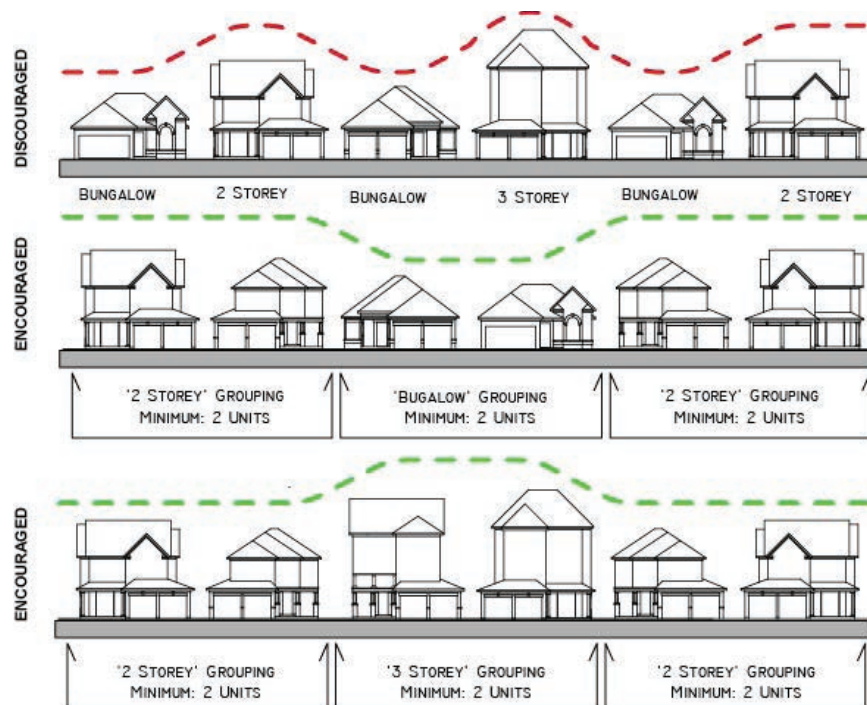 DISCOURAGED
BUNGALOW 2 STOREY BUNGALOW 3 STOREY BUNGALOW 2 STOREY
ENCOURAGED
'2 STOREY' GROUPING
MINIMUM: 2 UNITS
'BUGALOW' GROUPING
MINIMUM: 2 UNITS
'2 STOREY' GROUPING
MINIMUM: 2 UNITS
ENCOURAGED
'2 STOREY' GROUPING
MINIMUM: 2 UNITS
'3 STOREY' GROUPING
MINIMUM: 2 UNITS
'2 STOREY' GROUPING
MINIMUM: 2 UNITS